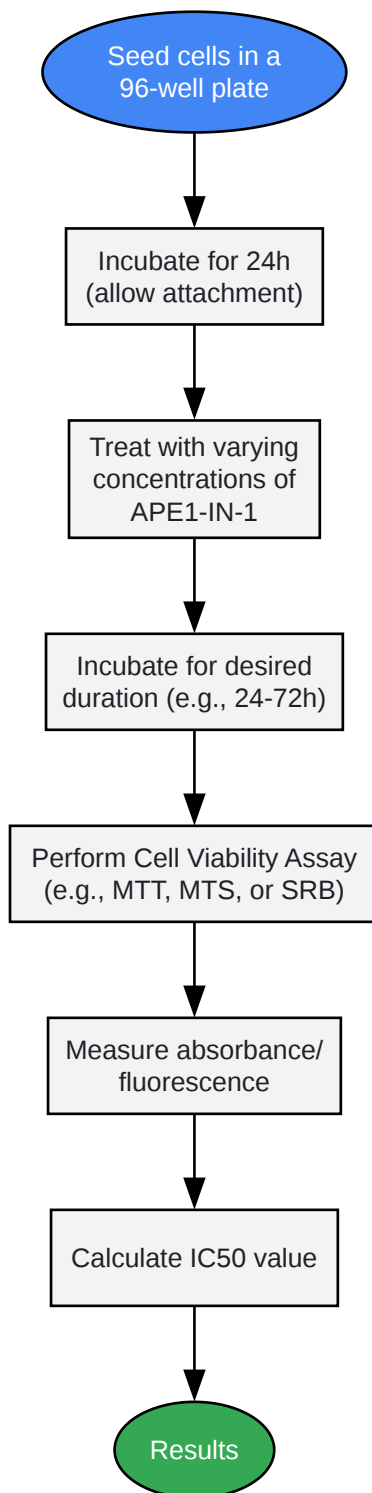 Seed cells in a
96-well plate
Incubate for 24h
(allow attachment)
Treat with varying
concentrations of
APE1-IN-1
Incubate for desired
duration (e.g., 24-72h)
Perform Cell Viability Assay
(e.g., MTT, MTS, or SRB)
Measure absorbance/
fluorescence
Calculate IC50 value
Results